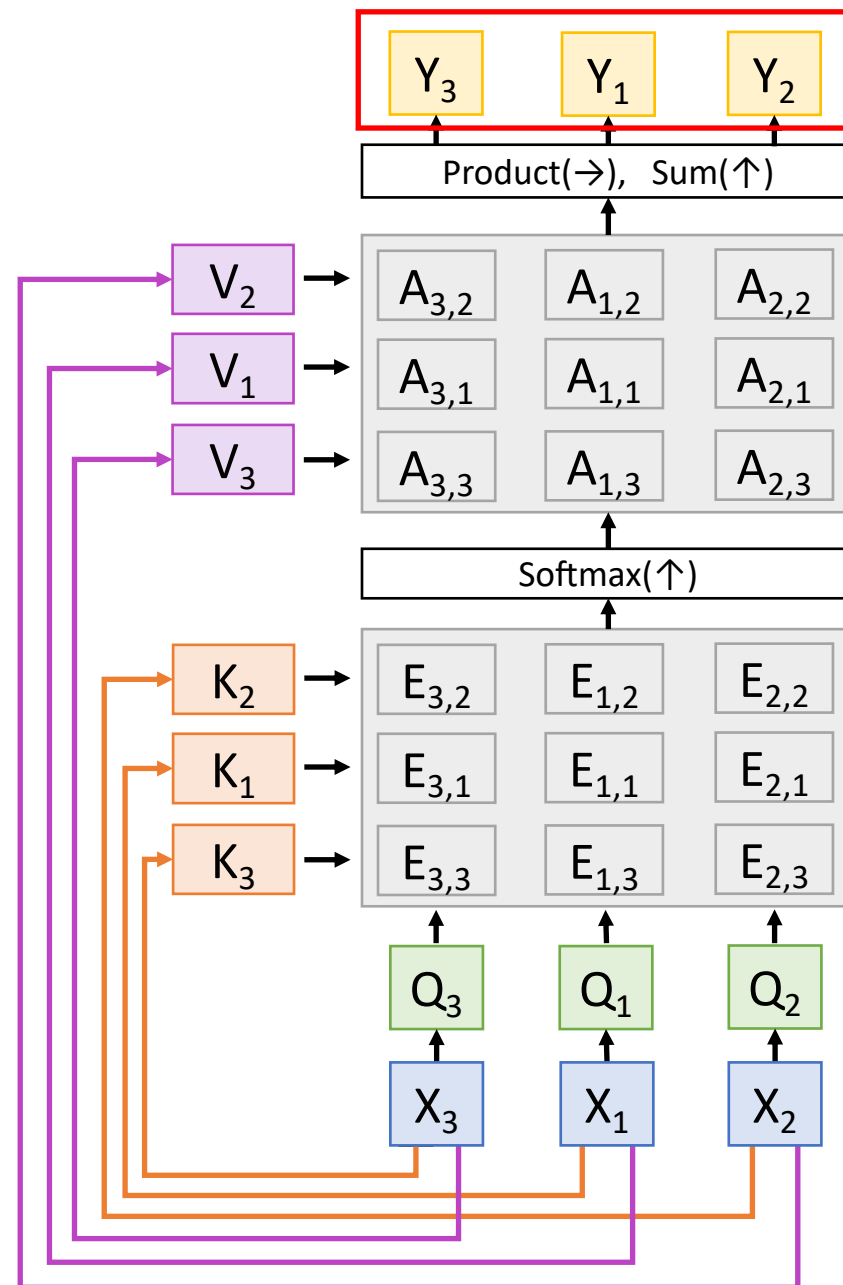 Y3 Y1 Y2
Product(→), Sum(↑)
V2 A3,2 A1,2 A2,2
V1 A3,1 A1,1 A2,1
V3 A3,3 A1,3 A2,3
Softmax(↑)
K2 E3,2 E1,2 E2,2
K1 E3,1 E1,1 E2,1
K3 E3,3 E1,3 E2,3
Q3 Q1 Q2
X3 X1 X2